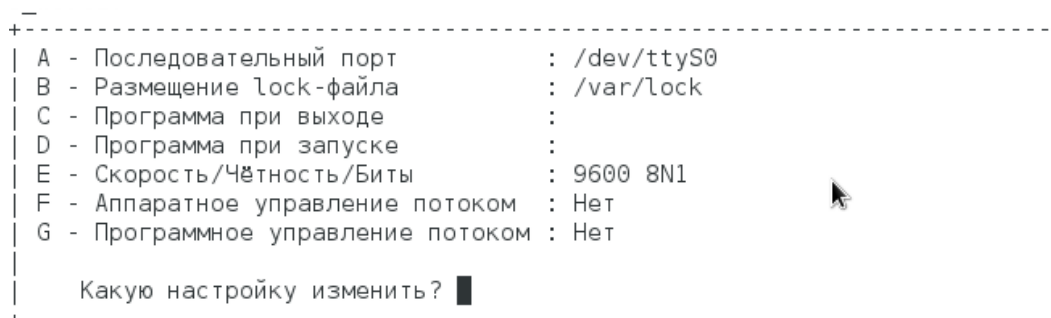 A - Последовательный порт : /dev/ttyS0
B - Размещение lock-файла : /var/lock
C - Программа при выходе :
D - Программа при запуске :
E - Скорость/Чётность/Биты : 9600 8N1
F - Аппаратное управление потоком : Нет
G - Программное управление потоком : Нет
Какую настройку изменить?